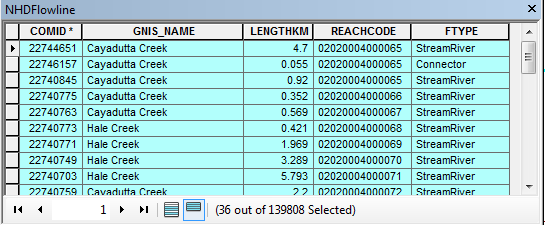 NHDFlowline
COMID * GNIS_NAME LENGTHKM REACHCODE FTYPE
22744651 Cayadutta Creek 4.7 02020004000065 StreamRiver
22746157 Cayadutta Creek 0.055 02020004000065 Connector
22740845 Cayadutta Creek 0.92 02020004000065 StreamRiver
22740775 Cayadutta Creek 0.352 02020004000066 StreamRiver
22740763 Cayadutta Creek 0.569 02020004000067 StreamRiver
22740773 Hale Creek 0.421 02020004000068 StreamRiver
22740771 Hale Creek 1.969 02020004000069 StreamRiver
22740749 Hale Creek 3.289 02020004000070 StreamRiver
22740703 Hale Creek 5.793 02020004000071 StreamRiver
22740759 Cayadutta Creek 2.2 02020004000072 StreamRiver
1 (36 out of 139808 Selected)